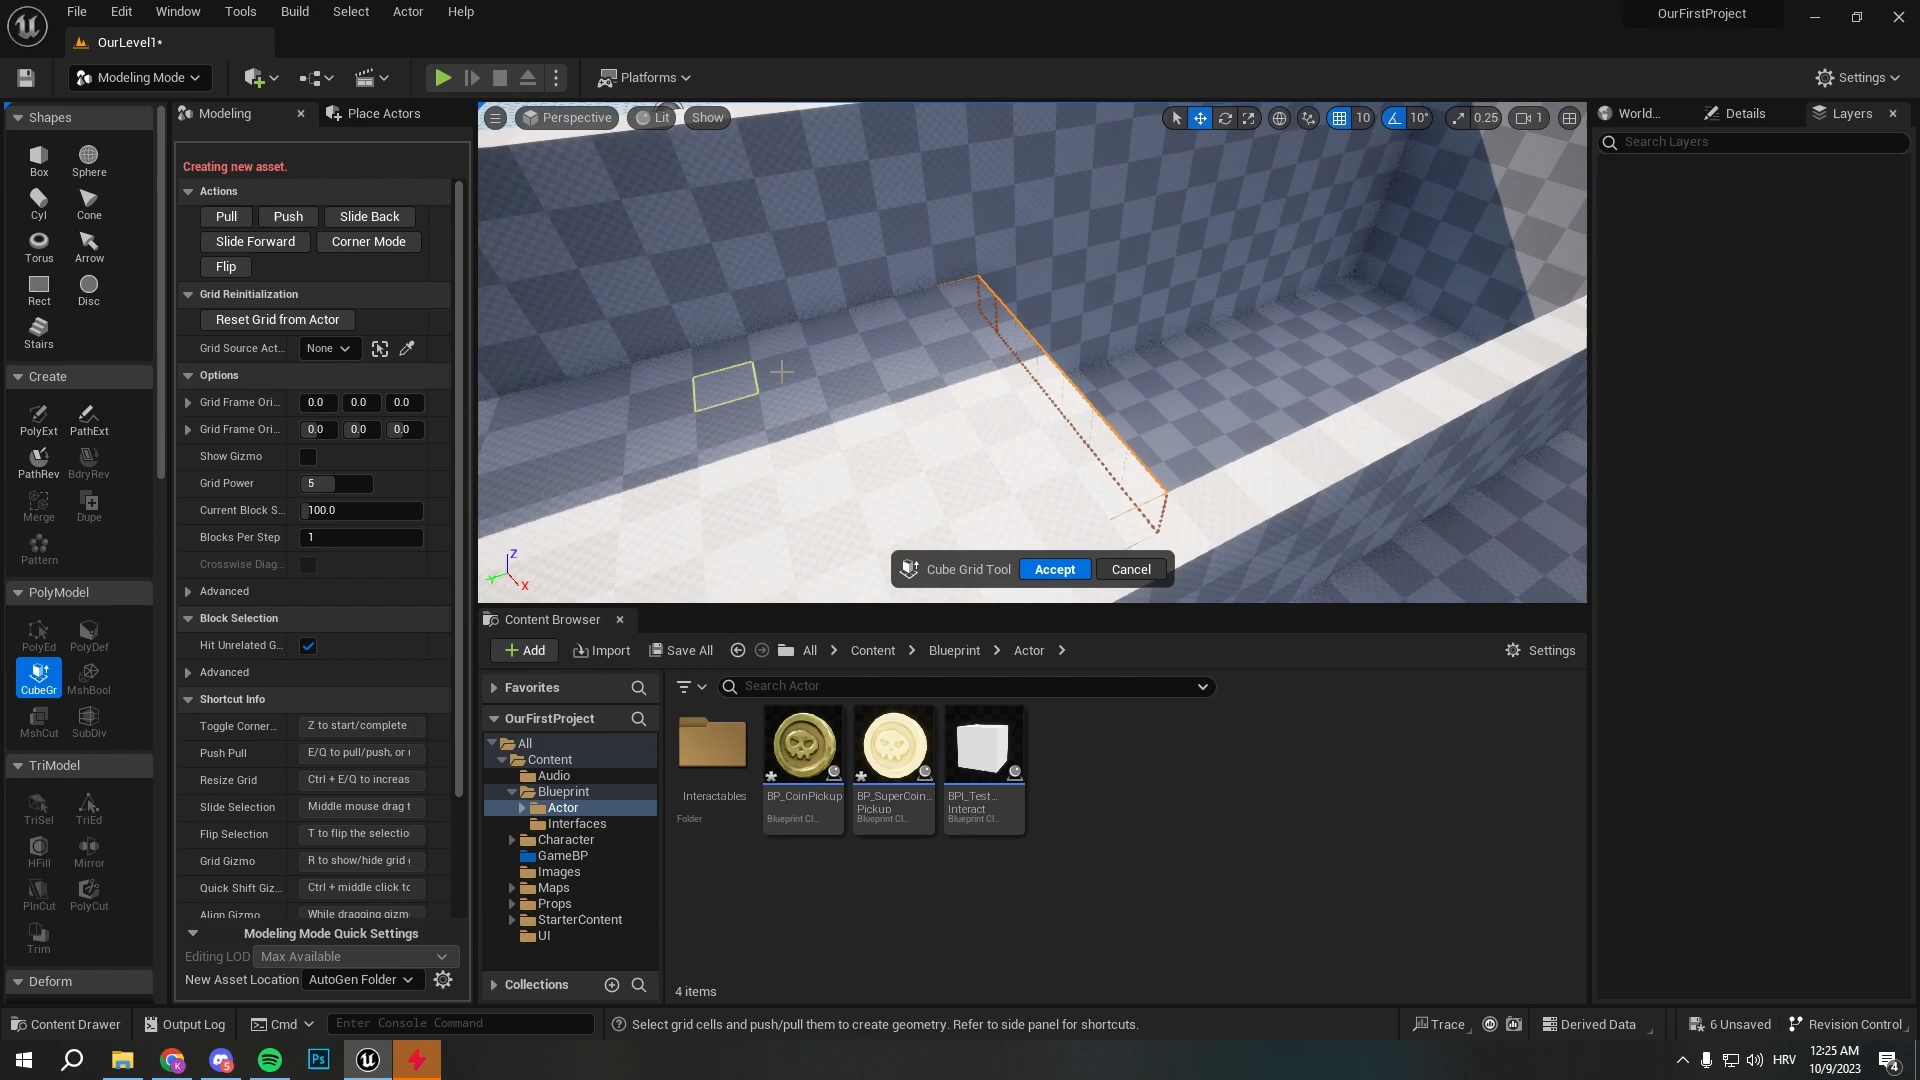 File Edit Window Tools Build Select Actor Help
OurFirstProject
OurLevel1*
Modeling Mode
Platforms
Settings
Shapes
Box
Sphere
Cyl
Cone
Torus
Arrow
Rect
Disc
Stairs
Create
PolyExt
PathExt
PathRev
BdryRev
Merge
Dupe
Pattern
PolyModel
PolyEd
PolyDef
CubeGr
MshBool
MshCut
SubDiv
TriModel
TriSel
TriEd
HFill
Mirror
PlnCut
PolyCut
Trim
Deform
Modeling
Place Actors
Creating new asset.
Actions
Pull
Push
Slide Back
Slide Forward
Corner Mode
Flip
Grid Reinitialization
Reset Grid from Actor
Grid Source Act...
None
Options
Grid Frame Ori...
0.0 0.0 0.0
Grid Frame Ori...
0.0 0.0 0.0
Show Gizmo
Grid Power
5
Current Block S...
100.0
Blocks Per Step
1
Crosswise Diag...
Advanced
Block Selection
Hit Unrelated G...
Advanced
Shortcut Info
Toggle Corner...
Z to start/complete
Push Pull
E/Q to pull/push, or
Resize Grid
Ctrl + E/Q to increas
Slide Selection
Middle mouse drag t
Flip Selection
T to flip the selectio
Grid Gizmo
R to show/hide grid
Quick Shift Giz...
Ctrl + middle click to
Align Gizmo
While dragging gizm
Modeling Mode Quick Settings
Editing LOD
Max Available
New Asset Location
AutoGen Folder
Perspective
Lit
Show
10
10°
0.25
1
Z
Y
X
Cube Grid Tool
Accept
Cancel
World...
Details
Layers
Search Layers
Content Browser
Add
Import
Save All
All
Content
Blueprint
Actor
Settings
Favorites
OurFirstProject
All
Content
Audio
Blueprint
Actor
Interfaces
Character
GameBP
Images
Maps
Props
StarterContent
UI
Collections
Search Actor
Interactables
Folder
BP_CoinPickup
Blueprint Cl...
BP_SuperCoin...
Pickup
Blueprint Cl...
BPI_Test...
Interact
Blueprint Cl...
4 items
Content Drawer
Output Log
Cmd
Enter Console Command
Select grid cells and push/pull them to create geometry. Refer to side panel for shortcuts.
Trace
Derived Data
6 Unsaved
Revision Control
K
5
Ps
HRV
12:25 AM
10/9/2023
4